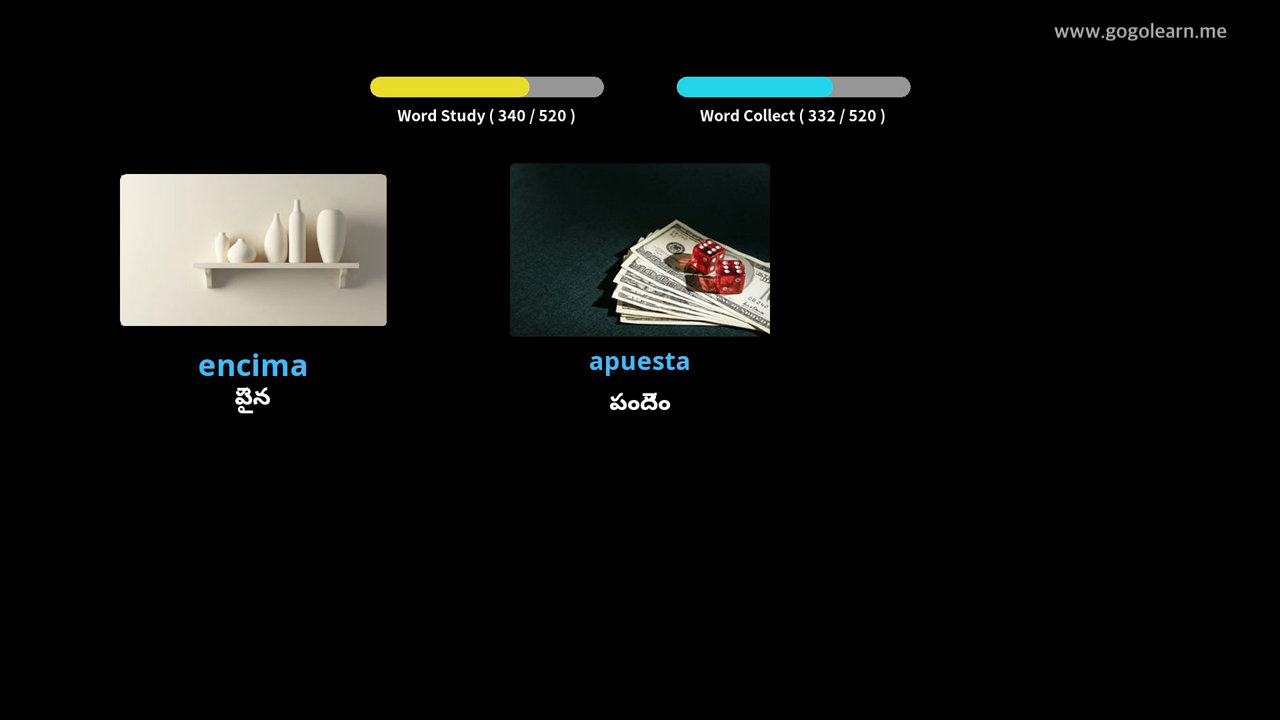 www.gogolearn.me
Word Study ( 340 / 520 )
Word Collect ( 332 / 520 )
encima
పైన
apuesta
పందెం